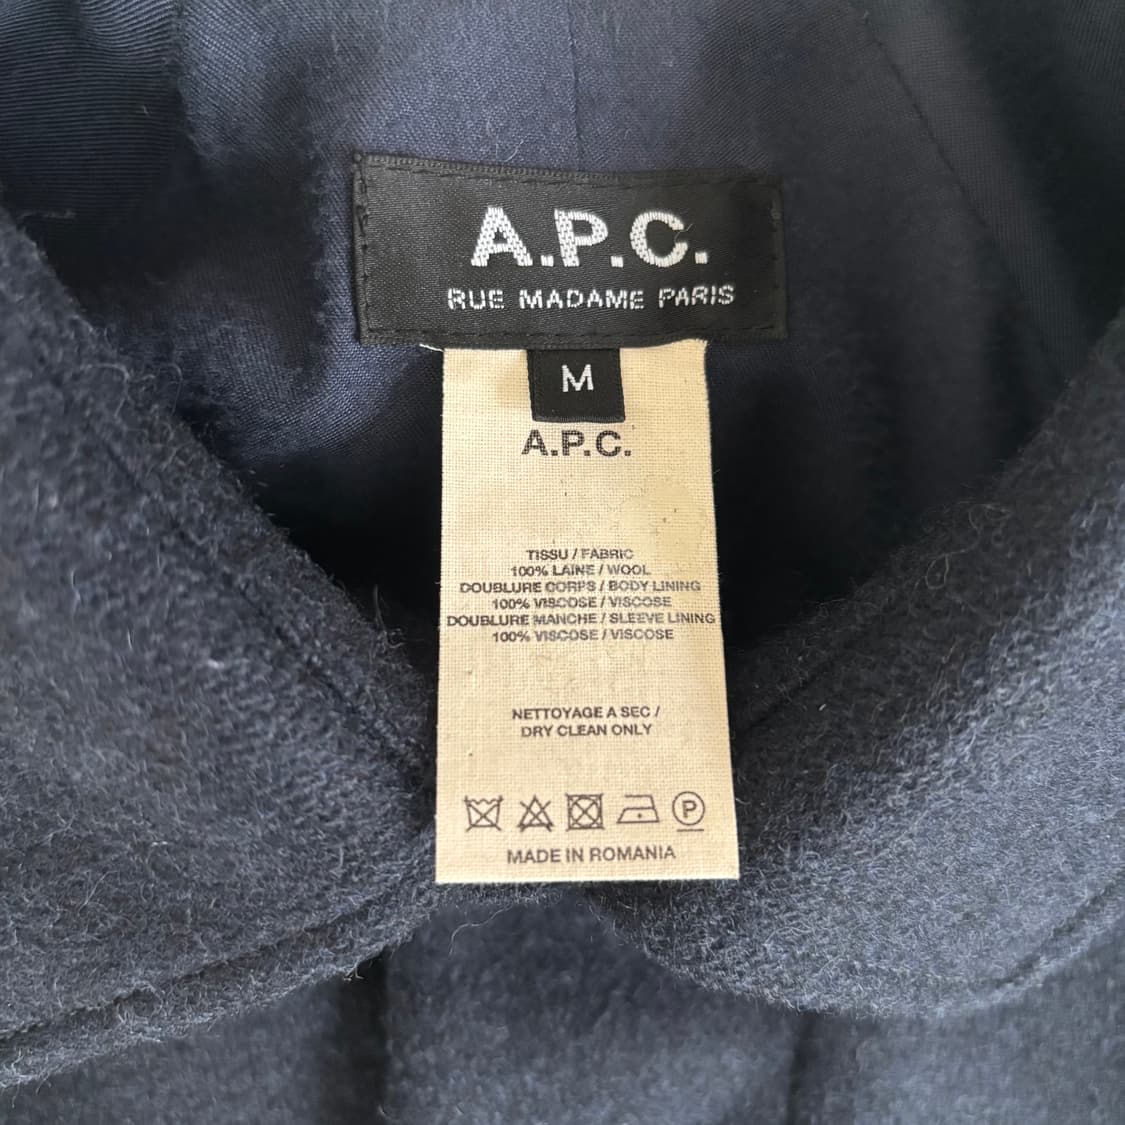 A.P.C.
RUE MADAME PARIS
M
A.P.C.
TISSU / FABRIC
100% LAINE / WOOL
DOUBLURE CORPS / BODY LINING
100% VISCOSE / VISCOSE
DOUBLURE MANCHE / SLEEVE LINING
100% VISCOSE / VISCOSE
NETTOYAGE A SEC /
DRY CLEAN ONLY
P
MADE IN ROMANIA